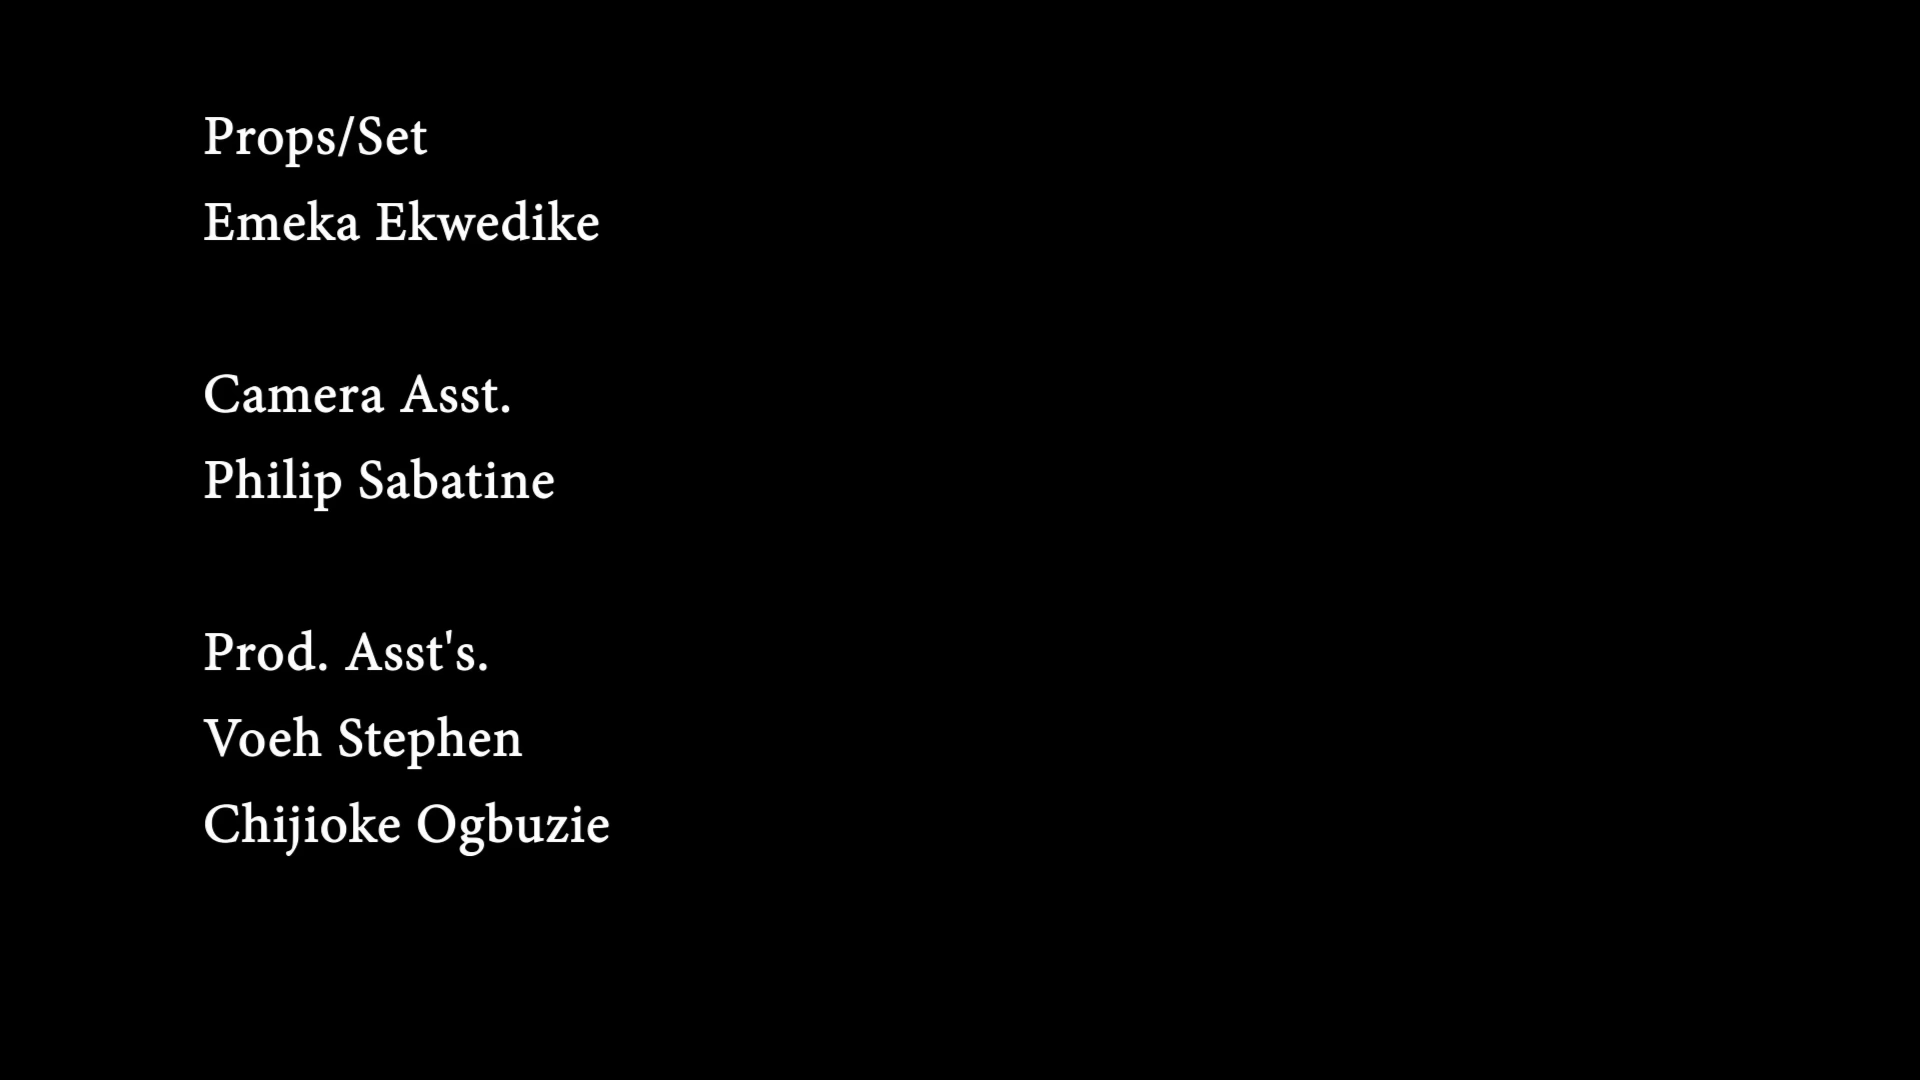 Props/Set
Emeka Ekwedike
Camera Asst.
Philip Sabatine
Prod. Asst's.
Voeh Stephen
Chijioke Ogbuzie